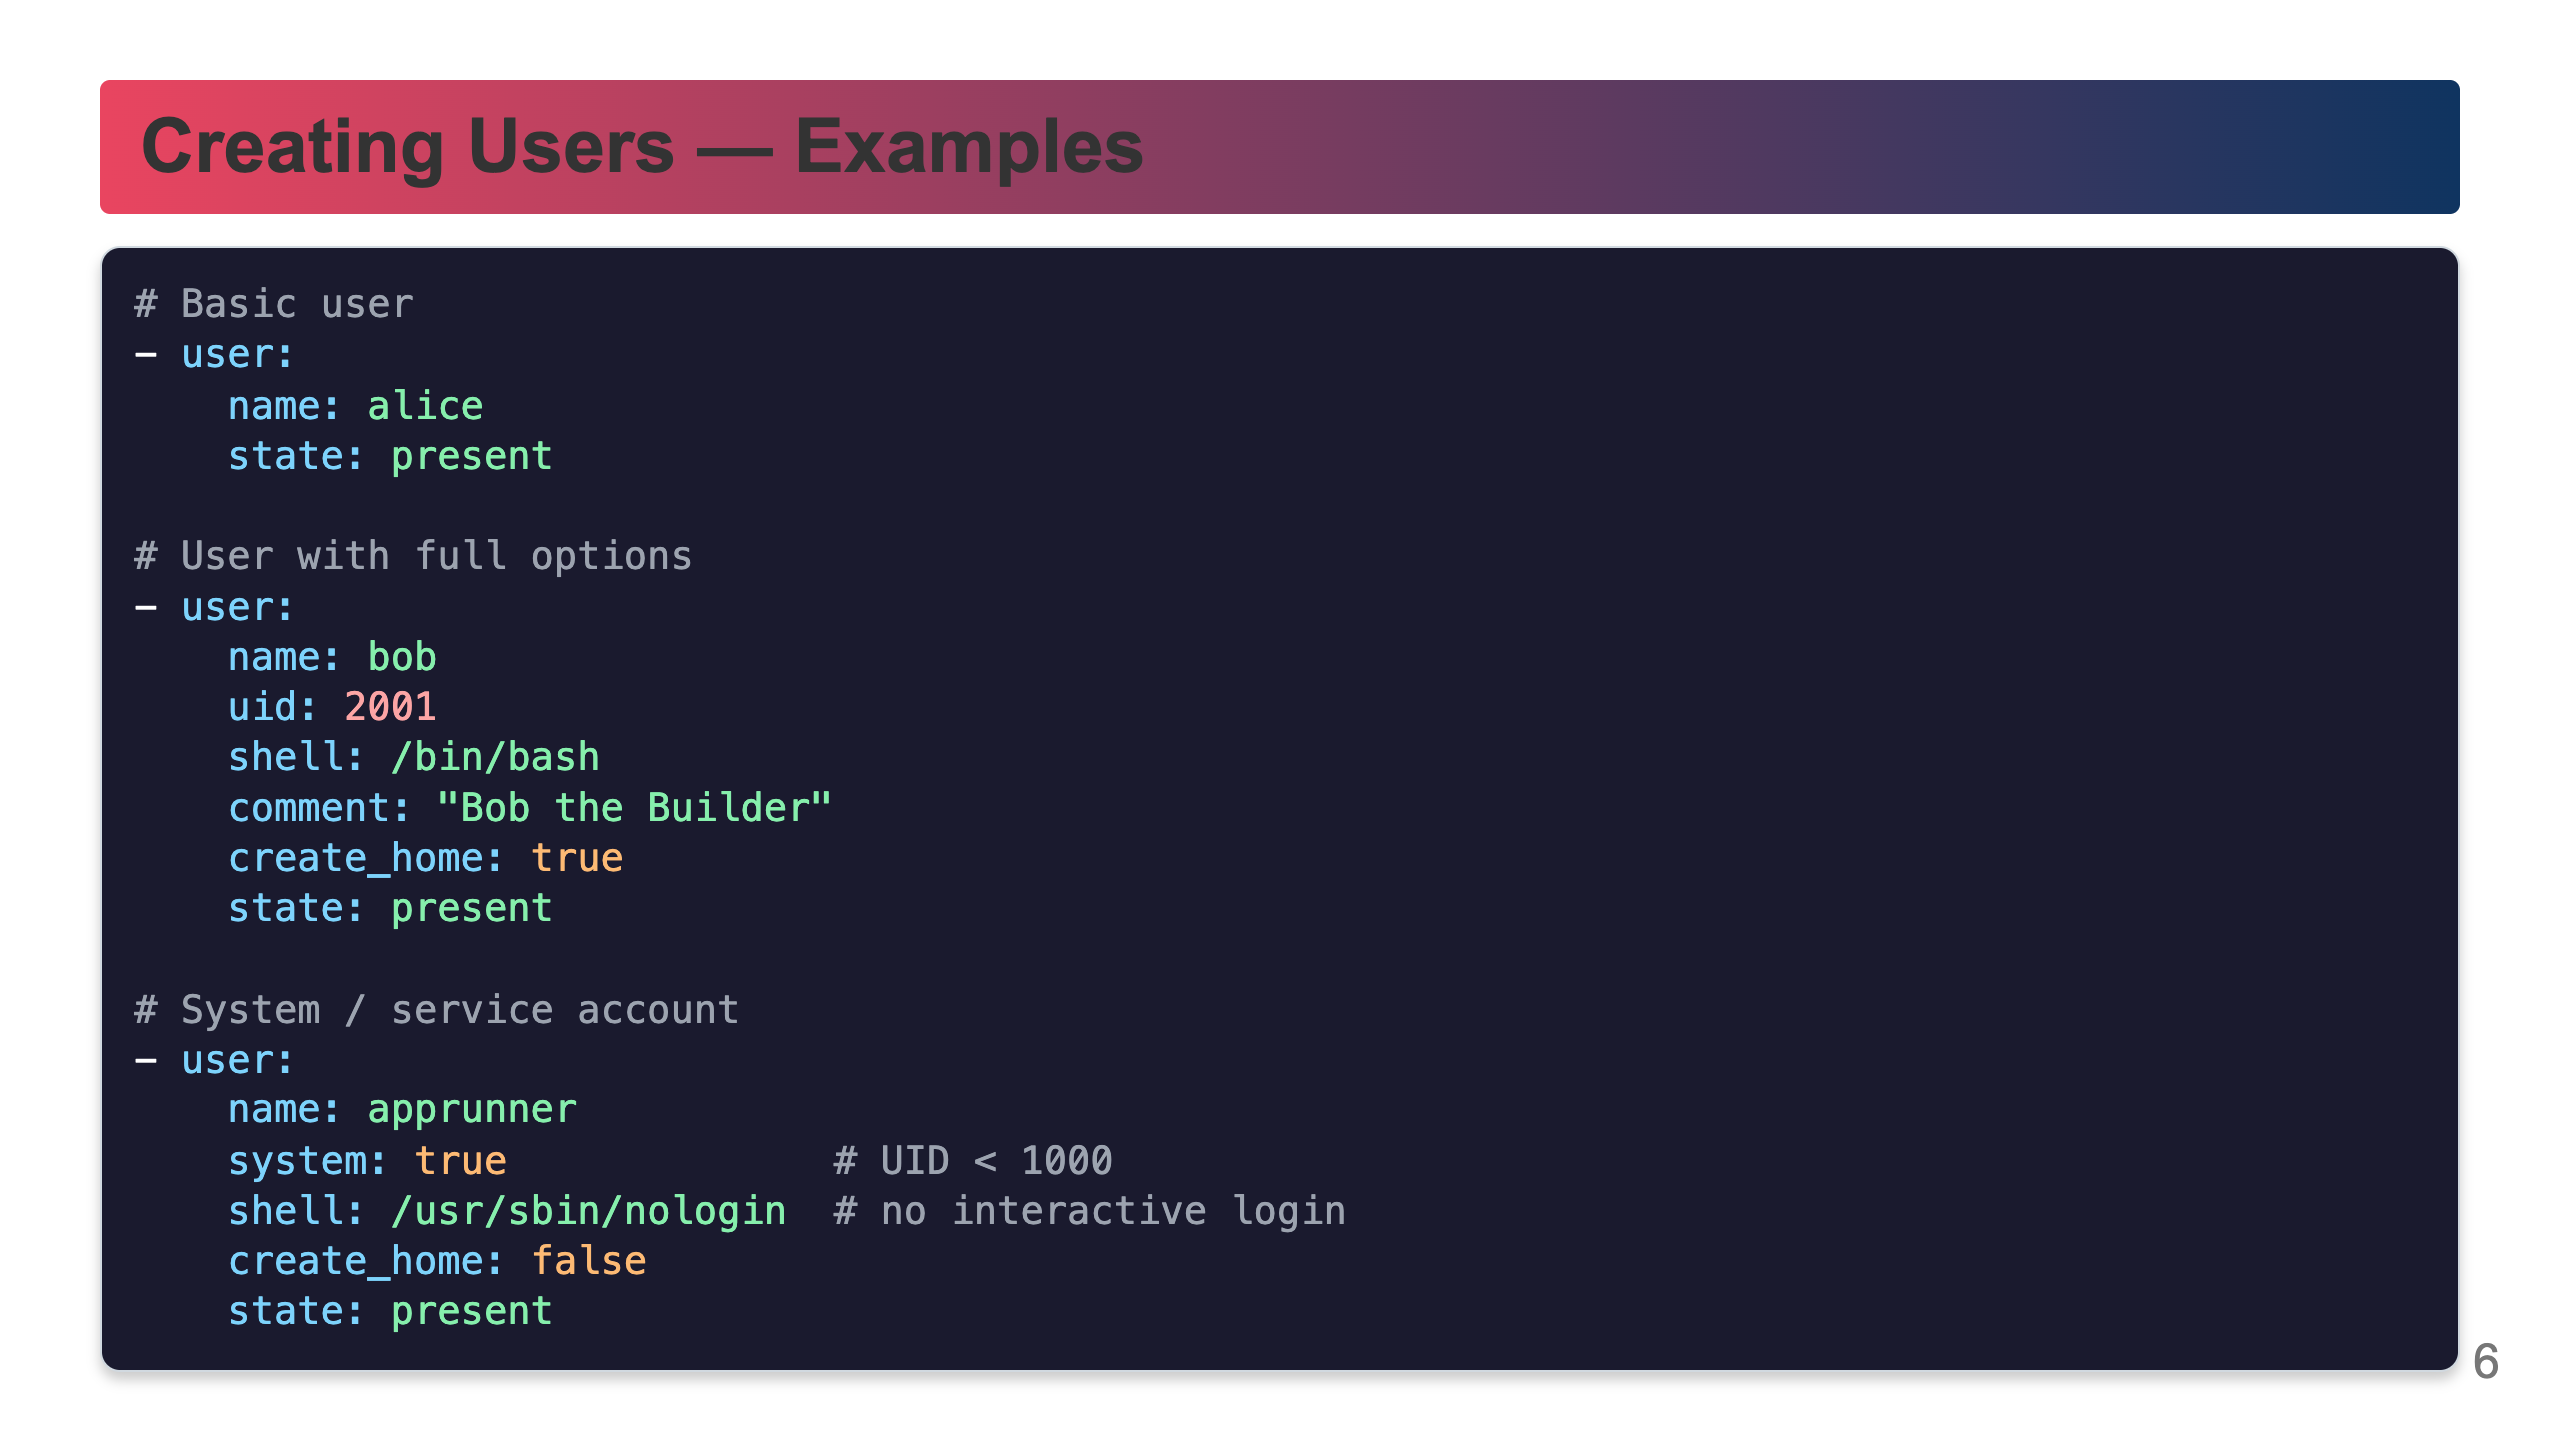 Creating Users — Examples
# Basic user
- user:
    name: alice
    state: present

# User with full options
- user:
    name: bob
    uid: 2001
    shell: /bin/bash
    comment: "Bob the Builder"
    create_home: true
    state: present

# System / service account
- user:
    name: apprunner
    system: true              # UID < 1000
    shell: /usr/sbin/nologin  # no interactive login
    create_home: false
    state: present
6